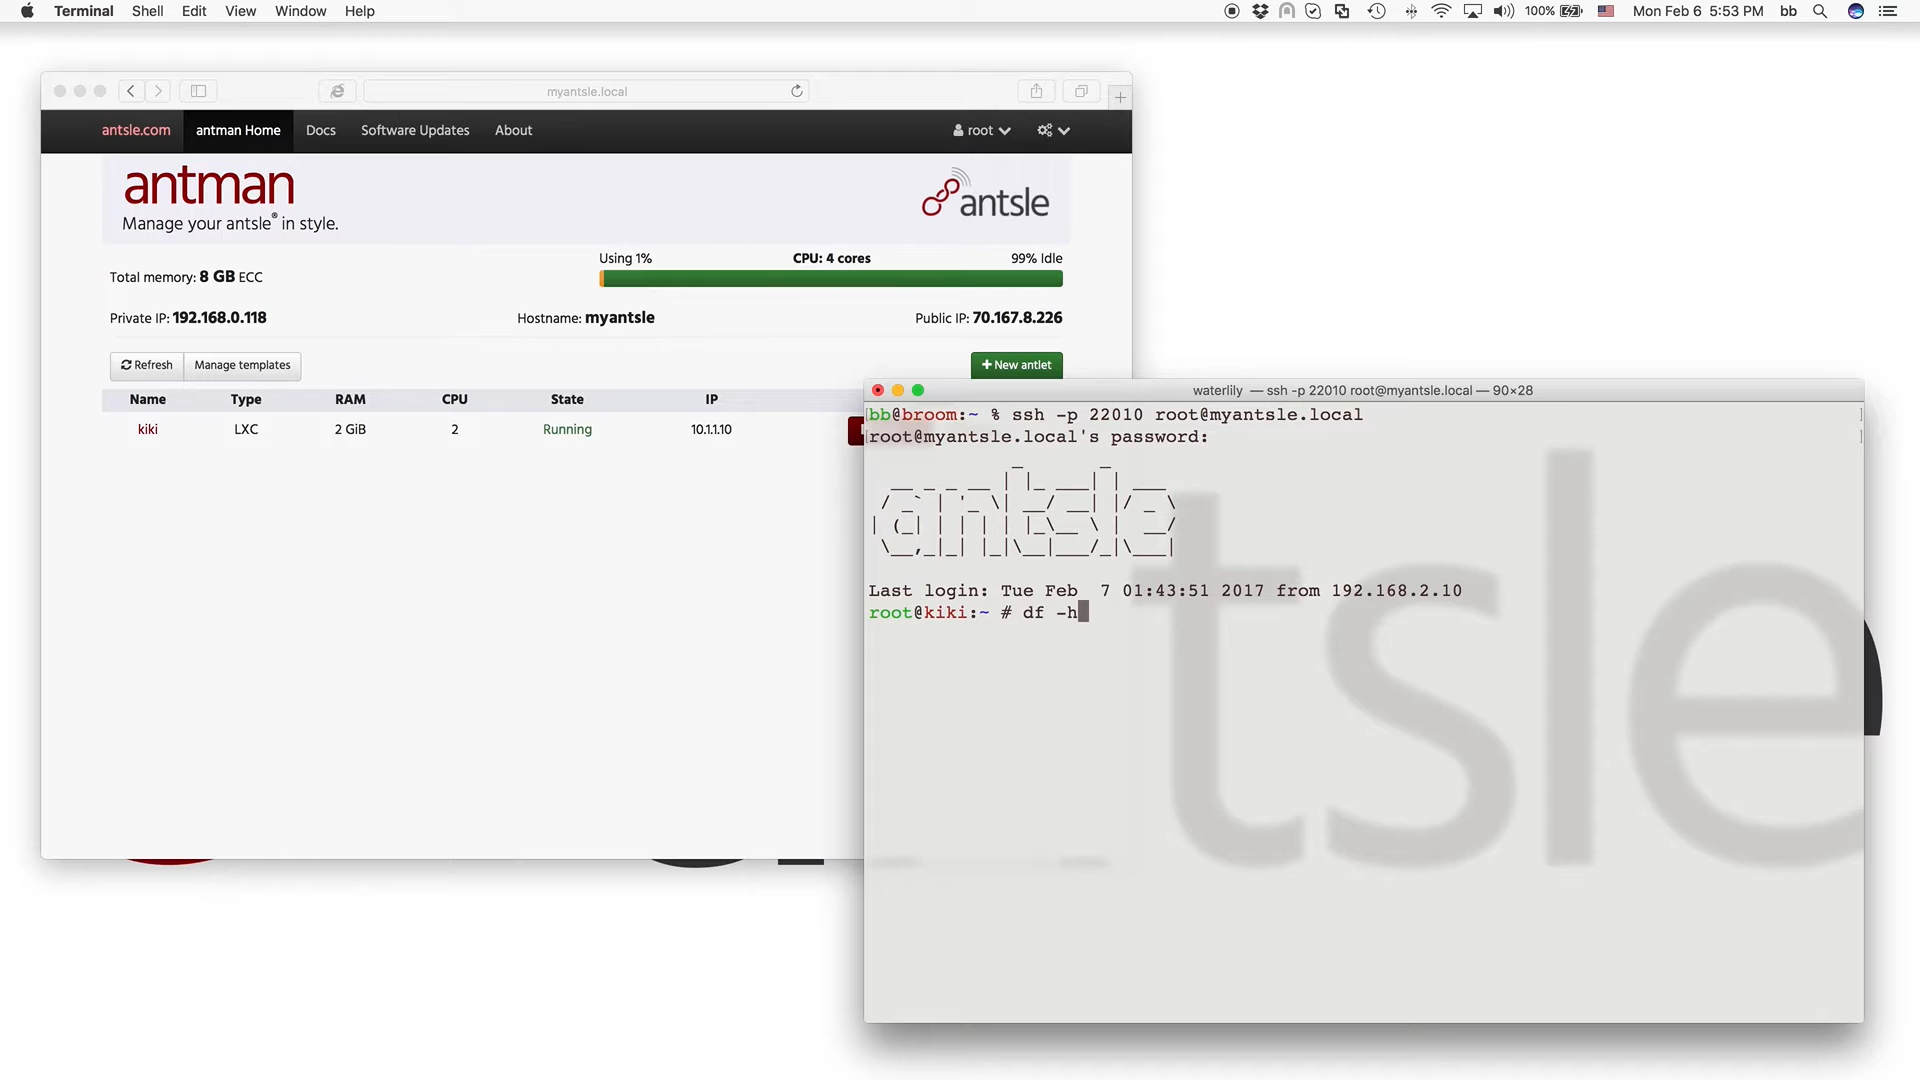 Terminal Shell Edit View Window Help 100% Mon Feb 6 5:53 PM bb
myantsle.local
antsle.com antman Home Docs Software Updates About root
antman
Manage your antsle® in style.
antsle
Using 1% CPU: 4 cores 99% Idle
Total memory: 8 GB ECC
Private IP: 192.168.0.118 Hostname: myantsle Public IP: 70.167.8.226
Refresh Manage templates + New antlet
Name Type RAM CPU State IP
kiki LXC 2 GiB 2 Running 10.1.1.10
waterlily — ssh -p 22010 root@myantsle.local — 90×28
bb@broom:~ % ssh -p 22010 root@myantsle.local
root@myantsle.local's password:
antsle
Last login: Tue Feb  7 01:43:51 2017 from 192.168.2.10
root@kiki:~ # df -h
tsle